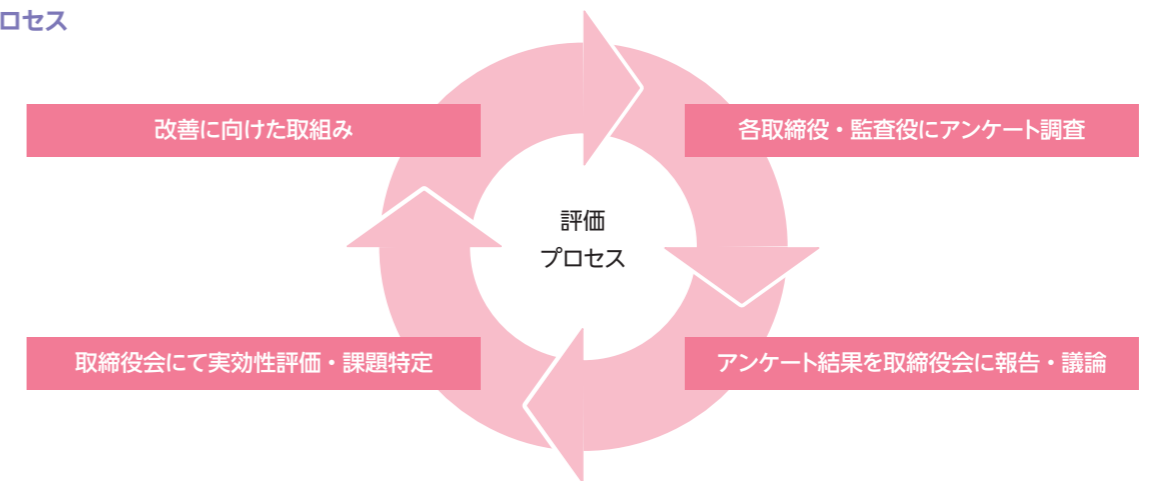 ロセス
改善に向けた取組み
各取締役・監査役にアンケート調査
評価
プロセス
取締役会にて実効性評価・課題特定
アンケート結果を取締役会に報告・議論